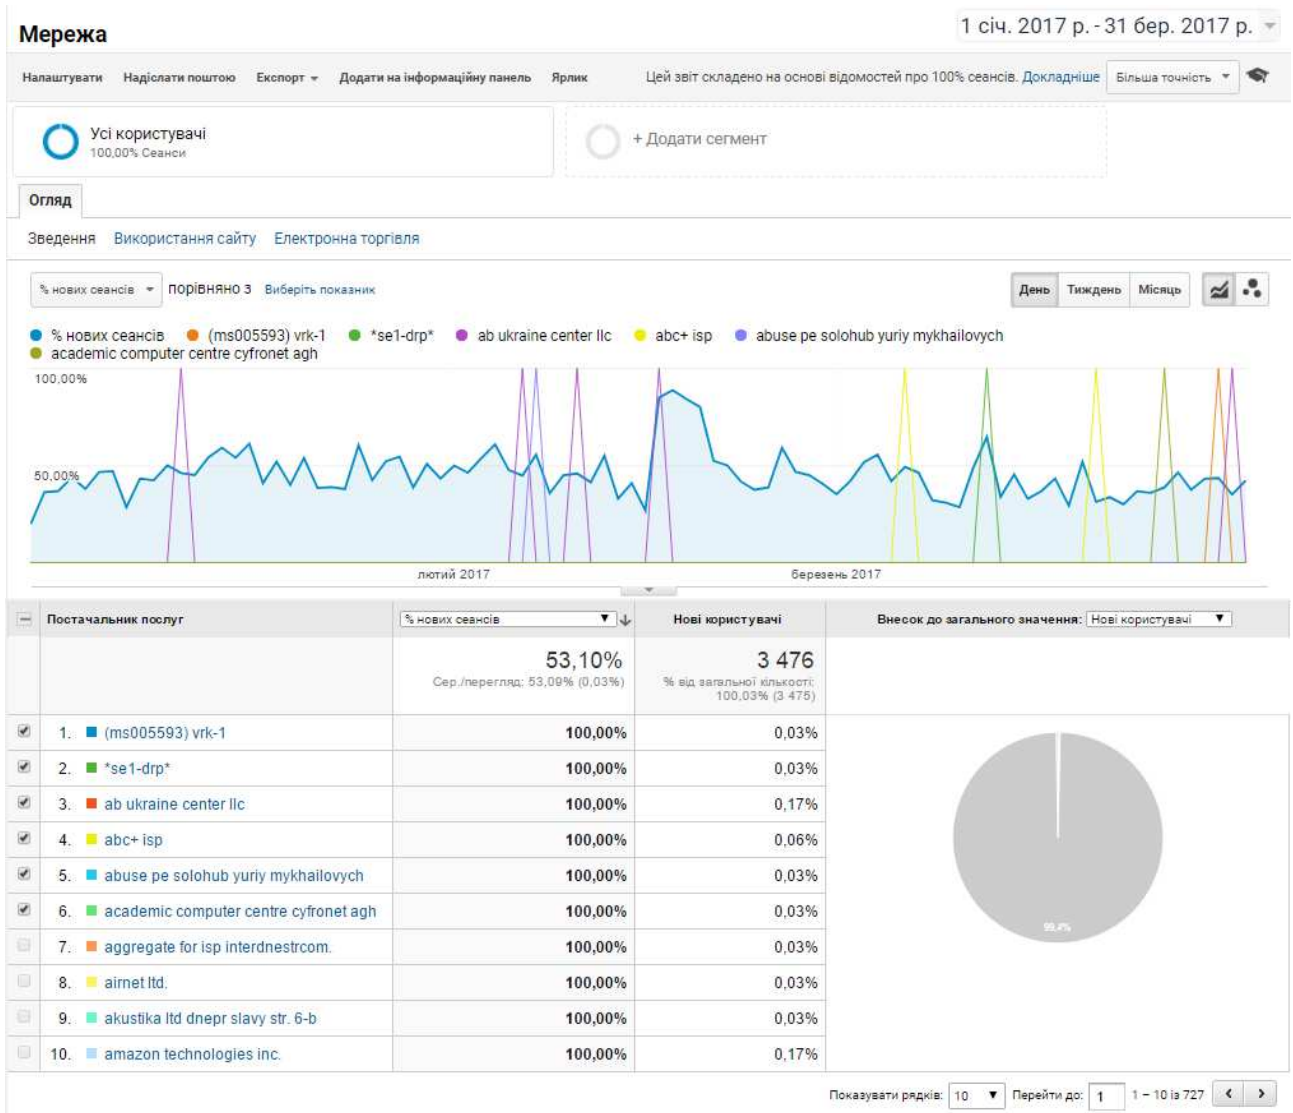 Мережа
1 січ. 2017 р. - 31 бер. 2017 р.
Налаштувати Надіслати поштою Експорт Додати на інформаційну панель Ярлик Цей звіт складено на основі відомостей про 100% сеансів. Докладніше Більша точність
Усі користувачі
100,00% Сеанси
+ Додати сегмент
Огляд
Зведення Використання сайту Електронна торгівля
% нових сеансів порівняно з Виберіть показник День Тиждень Місяць
% нових сеансів (ms005593) vrk-1 *se1-drp* ab ukraine center llc abc+ isp abuse pe solohub yuriy mykhailovych
academic computer centre cyfronet agh
100,00%
50,00%
лютий 2017 березень 2017
Постачальник послуг % нових сеансів Нові користувачі Внесок до загального значення: Нові користувачі
53,10% 3 476
Сер./перегляд: 53,09% (0,03%) % від загальної кількості:
100,03% (3 475)
1. (ms005593) vrk-1 100,00% 0,03%
2. *se1-drp* 100,00% 0,03%
3. ab ukraine center llc 100,00% 0,17%
4. abc+ isp 100,00% 0,06%
5. abuse pe solohub yuriy mykhailovych 100,00% 0,03%
6. academic computer centre cyfronet agh 100,00% 0,03%
99,4%
7. aggregate for isp interdnestrcom. 100,00% 0,03%
8. airnet ltd. 100,00% 0,03%
9. akustika ltd dnepr slavy str. 6-b 100,00% 0,03%
10. amazon technologies inc. 100,00% 0,17%
Показувати рядків: 10 Перейти до: 1 1 – 10 із 727